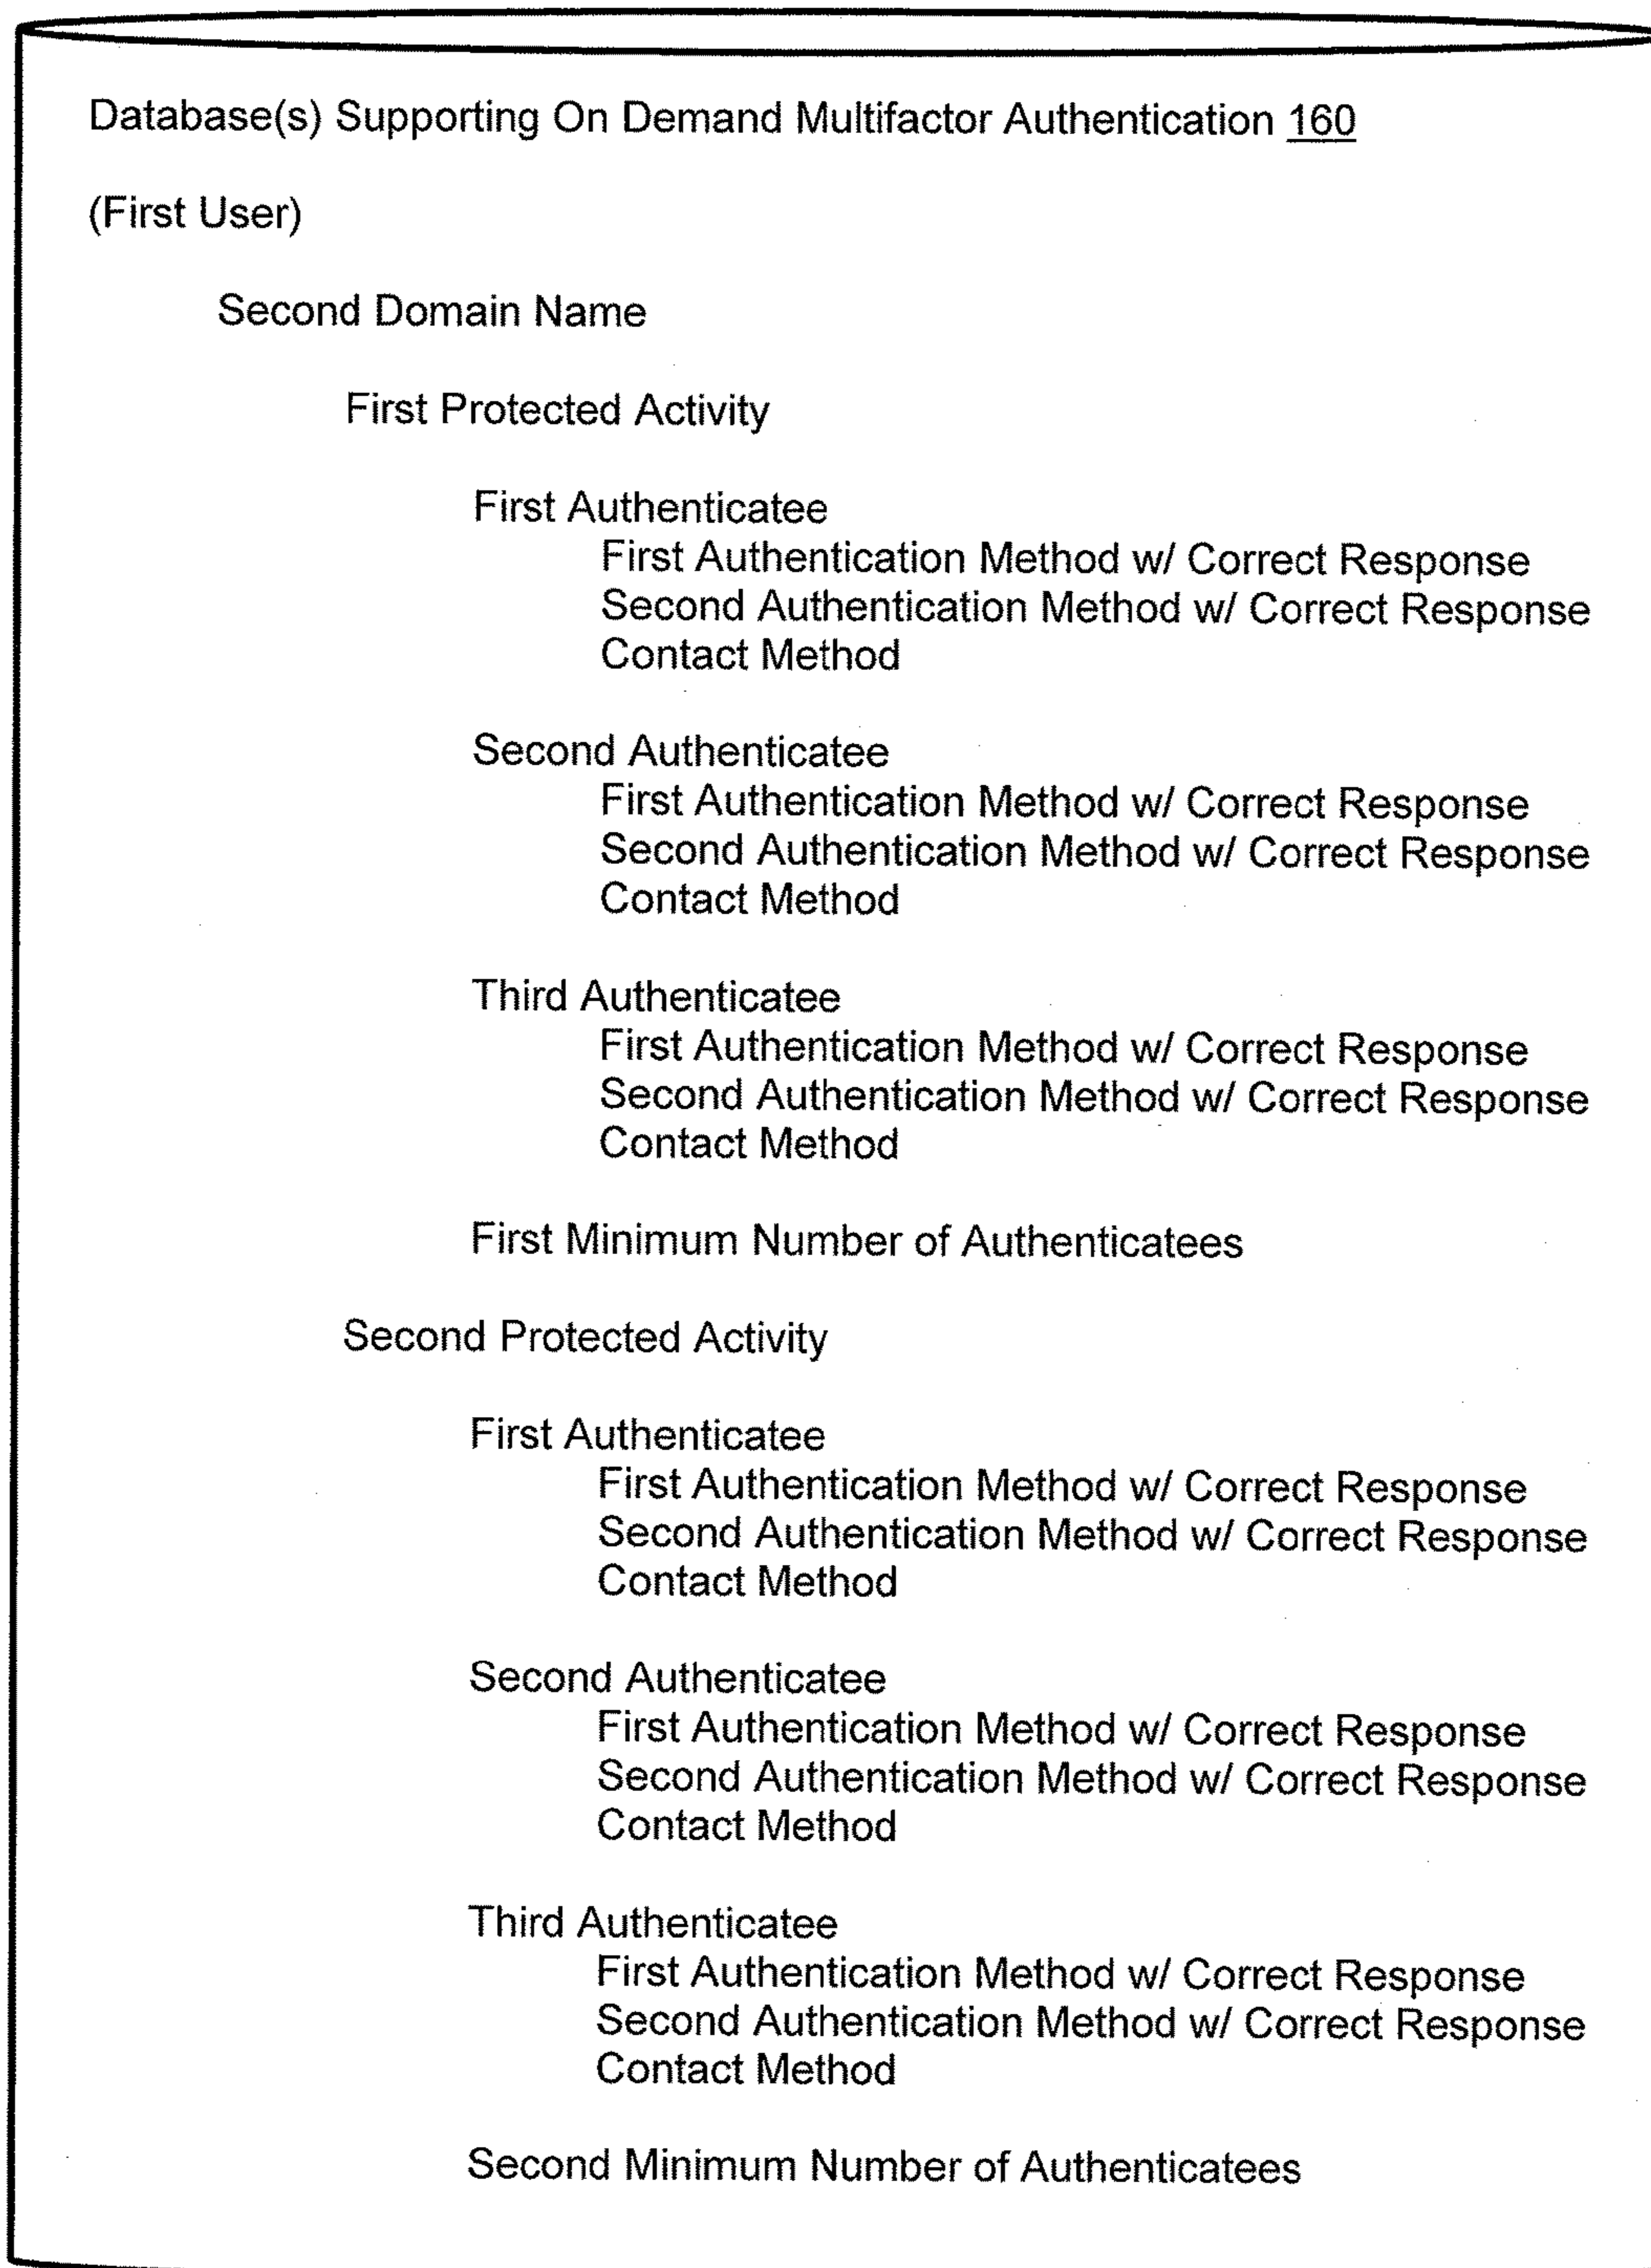 Database(s) Supporting On Demand Multifactor Authentication 160
(First User)
Second Domain Name
First Protected Activity
First Authenticatee
First Authentication Method w/ Correct Response
Second Authentication Method w/ Correct Response
Contact Method
Second Authenticatee
First Authentication Method w/ Correct Response
Second Authentication Method w/ Correct Response
Contact Method
Third Authenticatee
First Authentication Method w/ Correct Response
Second Authentication Method w/ Correct Response
Contact Method
First Minimum Number of Authenticatees
Second Protected Activity
First Authenticatee
First Authentication Method w/ Correct Response
Second Authentication Method w/ Correct Response
Contact Method
Second Authenticatee
First Authentication Method w/ Correct Response
Second Authentication Method w/ Correct Response
Contact Method
Third Authenticatee
First Authentication Method w/ Correct Response
Second Authentication Method w/ Correct Response
Contact Method
Second Minimum Number of Authenticatees